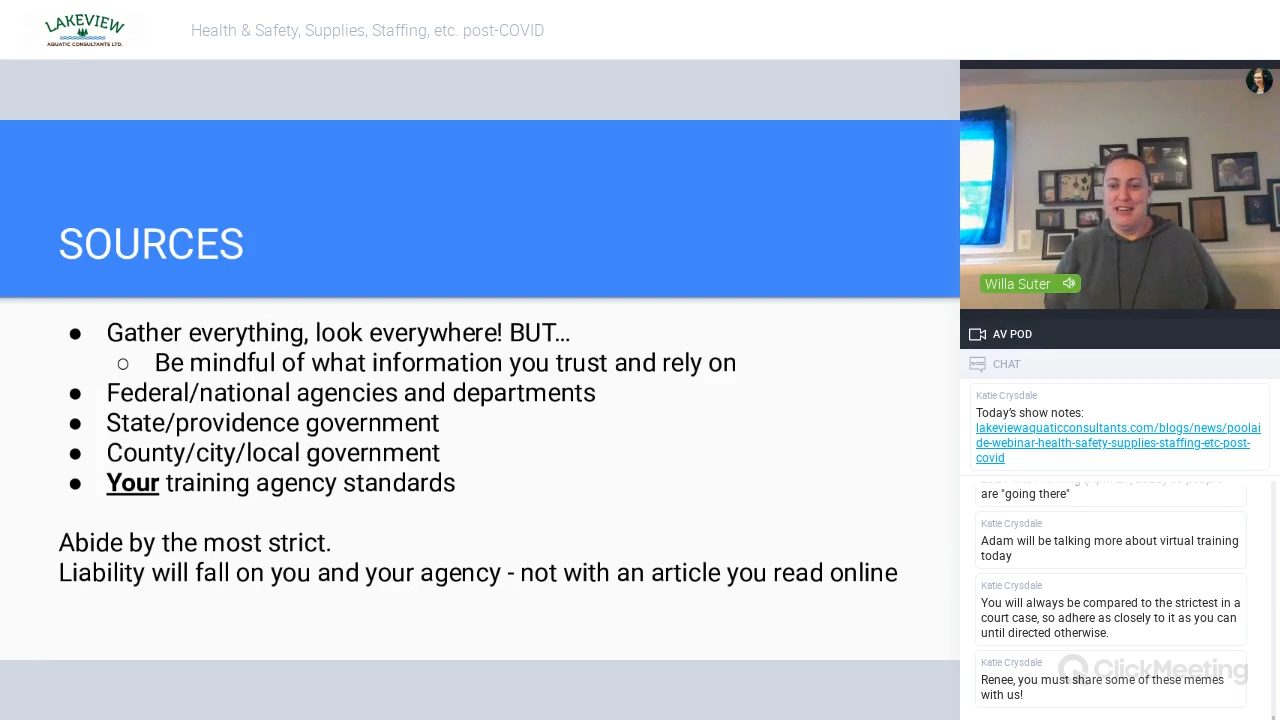 LAKEVIEW
AQUATIC CONSULTANTS LTD.
Health & Safety, Supplies, Staffing, etc. post-COVID
SOURCES
● Gather everything, look everywhere! BUT...
○ Be mindful of what information you trust and rely on
● Federal/national agencies and departments
● State/providence government
● County/city/local government
● Your training agency standards
Abide by the most strict.
Liability will fall on you and your agency - not with an article you read online
Willa Suter
AV POD
CHAT
Katie Crysdale
Today's show notes:
lakeviewaquaticconsultants.com/blogs/news/poolai
de-webinar-health-safety-supplies-staffing-etc-post-
covid
are "going there"
Katie Crysdale
Adam will be talking more about virtual training
today
Katie Crysdale
You will always be compared to the strictest in a
court case, so adhere as closely to it as you can
until directed otherwise.
Katie Crysdale
Renee, you must share some of these memes
with us!
ClickMeeting